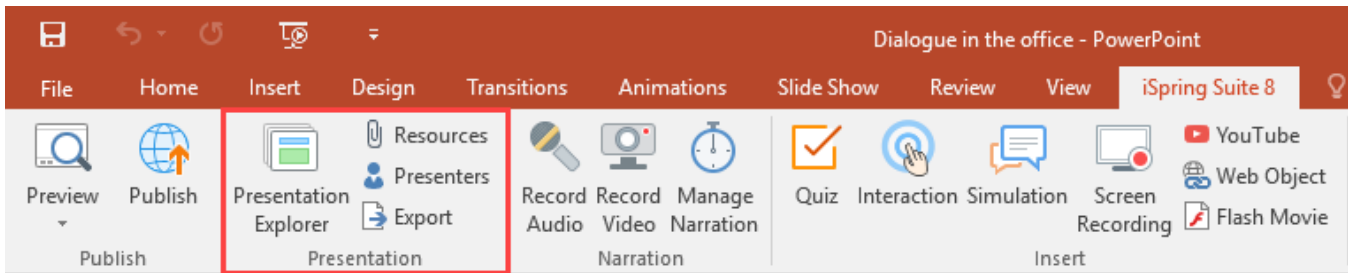 Dialogue in the office - PowerPoint
File Home Insert Design Transitions Animations Slide Show Review View iSpring Suite 8
Preview
Publish
Publish
Presentation
Explorer
Resources
Presenters
Export
Presentation
Record
Audio
Record
Video
Manage
Narration
Narration
Quiz
Interaction
Simulation
Screen
Recording
YouTube
Web Object
Flash Movie
Insert